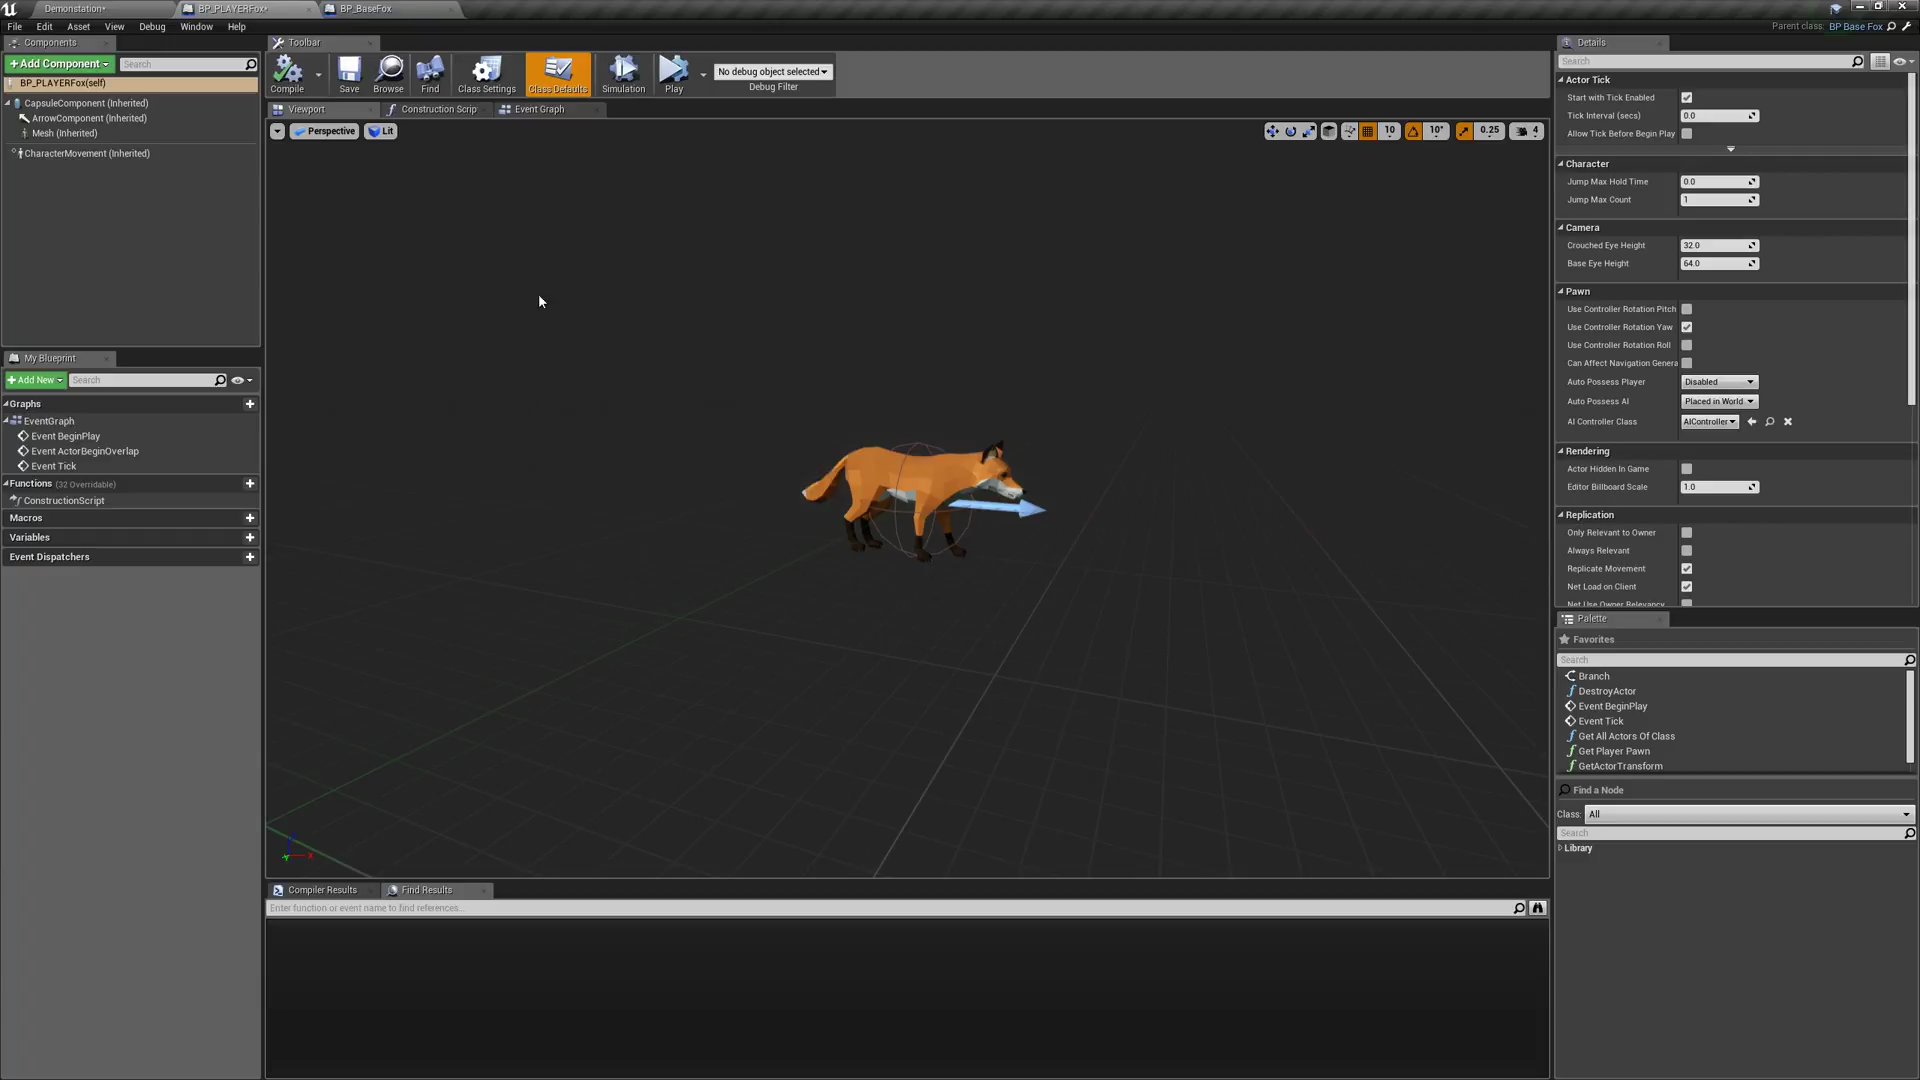 Demonstation*
BP_PLAYERFox*
BP_BaseFox
File
Edit
Asset
View
Debug
Window
Help
Parent class: BP Base Fox
Components
+Add Component
Search
BP_PLAYERFox(self)
CapsuleComponent (Inherited)
ArrowComponent (Inherited)
Mesh (Inherited)
CharacterMovement (Inherited)
My Blueprint
+Add New
Search
Graphs
EventGraph
Event BeginPlay
Event ActorBeginOverlap
Event Tick
Functions (32 Overridable)
ConstructionScript
Macros
Variables
Event Dispatchers
Toolbar
Compile
Save
Browse
Find
Class Settings
Class Defaults
Simulation
Play
No debug object selected
Debug Filter
Viewport
Construction Scrip
Event Graph
Perspective
Lit
10
10°
0.25
4
X
Compiler Results
Find Results
Enter function or event name to find references...
Details
Search
Actor Tick
Start with Tick Enabled
Tick Interval (secs) 0.0
Allow Tick Before Begin Play
Character
Jump Max Hold Time 0.0
Jump Max Count 1
Camera
Crouched Eye Height 32.0
Base Eye Height 64.0
Pawn
Use Controller Rotation Pitch
Use Controller Rotation Yaw
Use Controller Rotation Roll
Can Affect Navigation Genera
Auto Possess Player Disabled
Auto Possess AI Placed in World
AI Controller Class AIController
Rendering
Actor Hidden In Game
Editor Billboard Scale 1.0
Replication
Only Relevant to Owner
Always Relevant
Replicate Movement
Net Load on Client
Net Use Owner Relevancy
Palette
Favorites
Search
Branch
DestroyActor
Event BeginPlay
Event Tick
Get All Actors Of Class
Get Player Pawn
GetActorTransform
Find a Node
Class: All
Search
Library